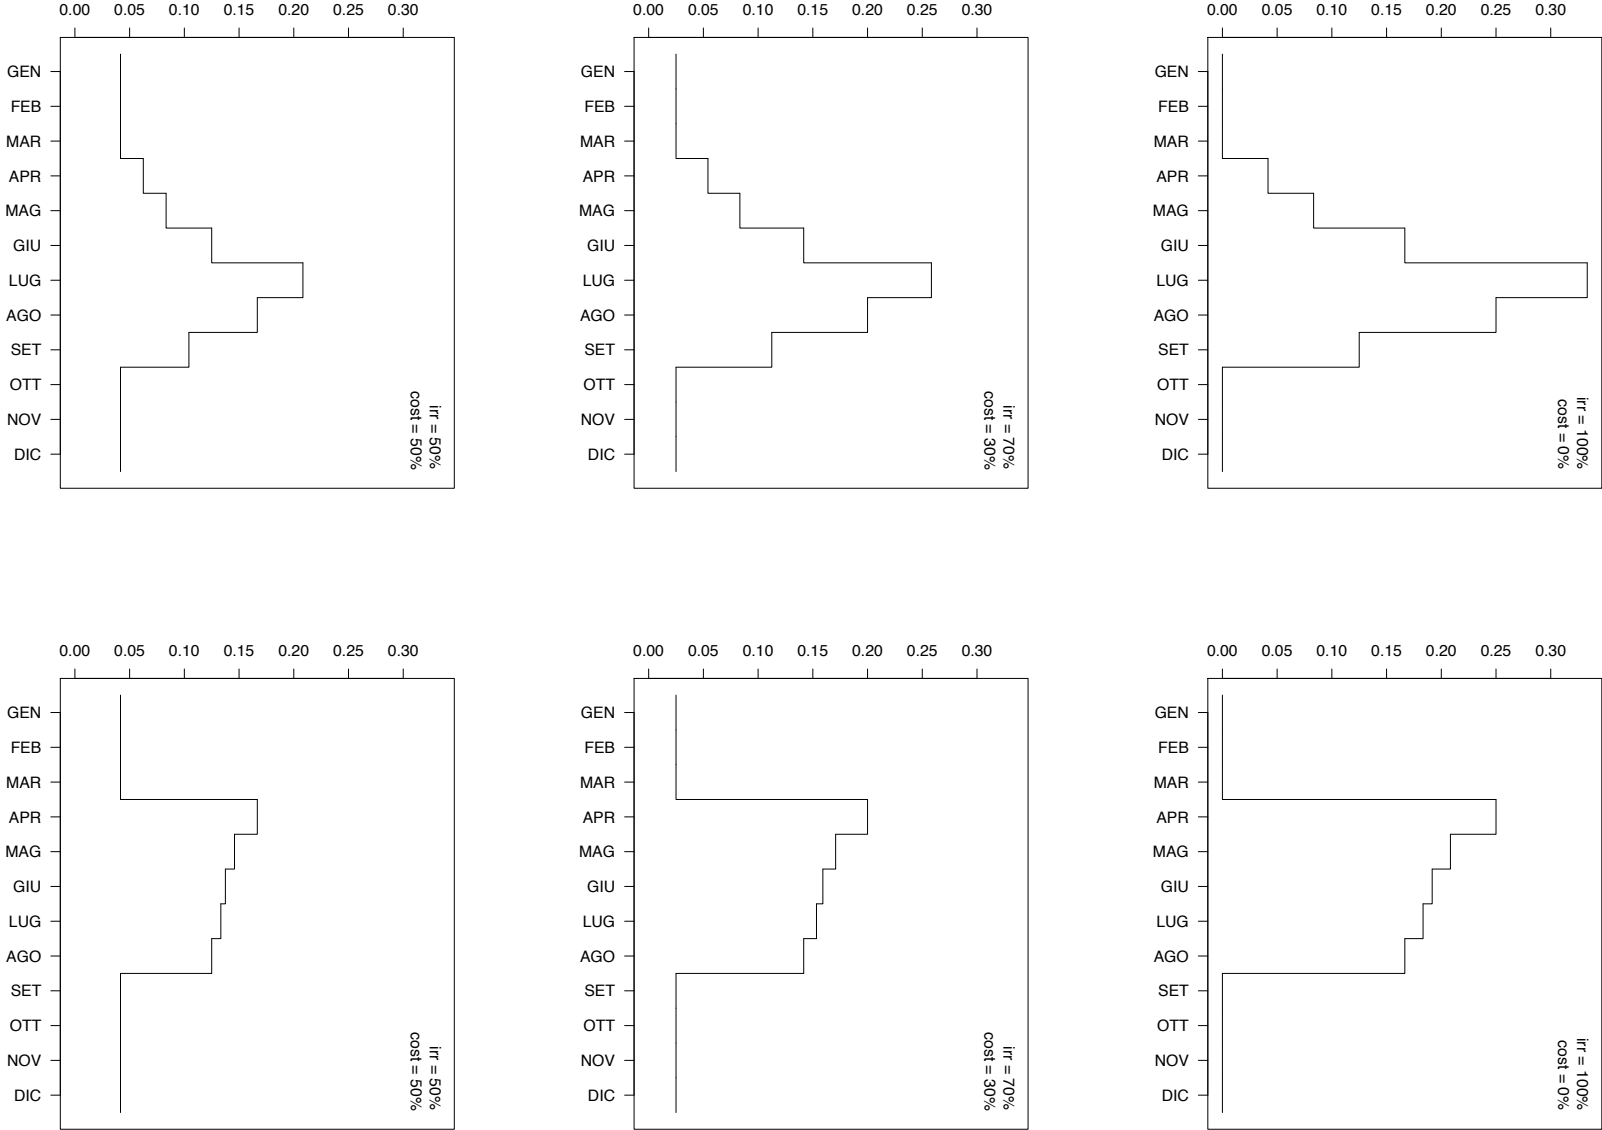 0.00 0.05 0.10 0.15 0.20 0.25 0.30
GEN
FEB
MAR
APR
MAG
GIU
LUG
AGO
SET
OTT
NOV
DIC
irr = 50%
cost = 50%
0.00 0.05 0.10 0.15 0.20 0.25 0.30
GEN
FEB
MAR
APR
MAG
GIU
LUG
AGO
SET
OTT
NOV
DIC
irr = 70%
cost = 30%
0.00 0.05 0.10 0.15 0.20 0.25 0.30
GEN
FEB
MAR
APR
MAG
GIU
LUG
AGO
SET
OTT
NOV
DIC
irr = 100%
cost = 0%
0.00 0.05 0.10 0.15 0.20 0.25 0.30
GEN
FEB
MAR
APR
MAG
GIU
LUG
AGO
SET
OTT
NOV
DIC
irr = 50%
cost = 50%
0.00 0.05 0.10 0.15 0.20 0.25 0.30
GEN
FEB
MAR
APR
MAG
GIU
LUG
AGO
SET
OTT
NOV
DIC
irr = 70%
cost = 30%
0.00 0.05 0.10 0.15 0.20 0.25 0.30
GEN
FEB
MAR
APR
MAG
GIU
LUG
AGO
SET
OTT
NOV
DIC
irr = 100%
cost = 0%